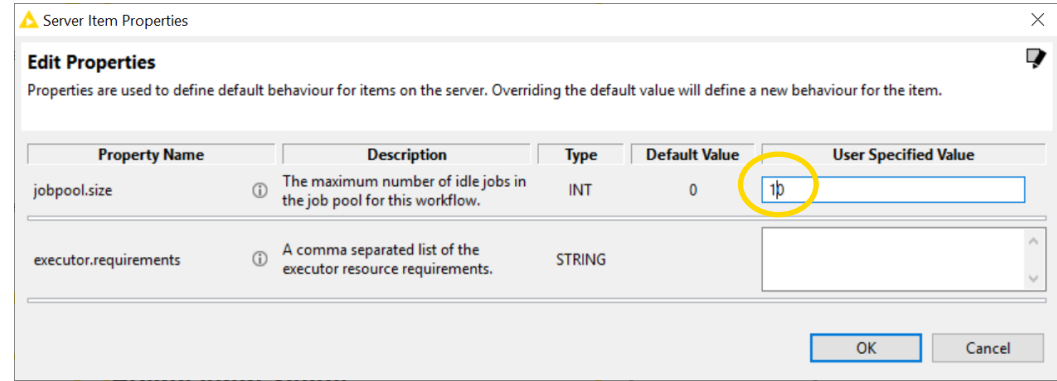 Server Item Properties
Edit Properties
Properties are used to define default behaviour for items on the server. Overriding the default value will define a new behaviour for the item.
Property Name Description Type Default Value User Specified Value
jobpool.size The maximum number of idle jobs in the job pool for this workflow. INT 0 10
executor.requirements A comma separated list of the executor resource requirements. STRING
OK Cancel